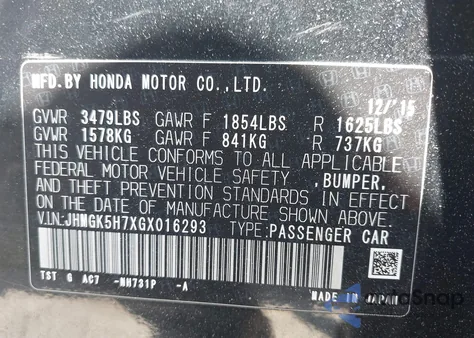 MFD.BY HONDA MOTOR CO.,LTD.
12/'15
GVWR 3479LBS GAWR F 1854LBS R 1625LBS
GVWR 1578KG GAWR F 841KG R 737KG
THIS VEHICLE CONFORMS TO ALL APPLICABLE
FEDERAL MOTOR VEHICLE SAFETY ,BUMPER,
AND THEFT PREVENTION STANDARDS IN EFFECT
ON THE DATE OF MANUFACTURE SHOWN ABOVE.
V.I.N:JHMGK5H7XGX016293 TYPE:PASSENGER CAR
TST G AC7 -NH731P -A
MADE IN JAPAN
AutoSnap